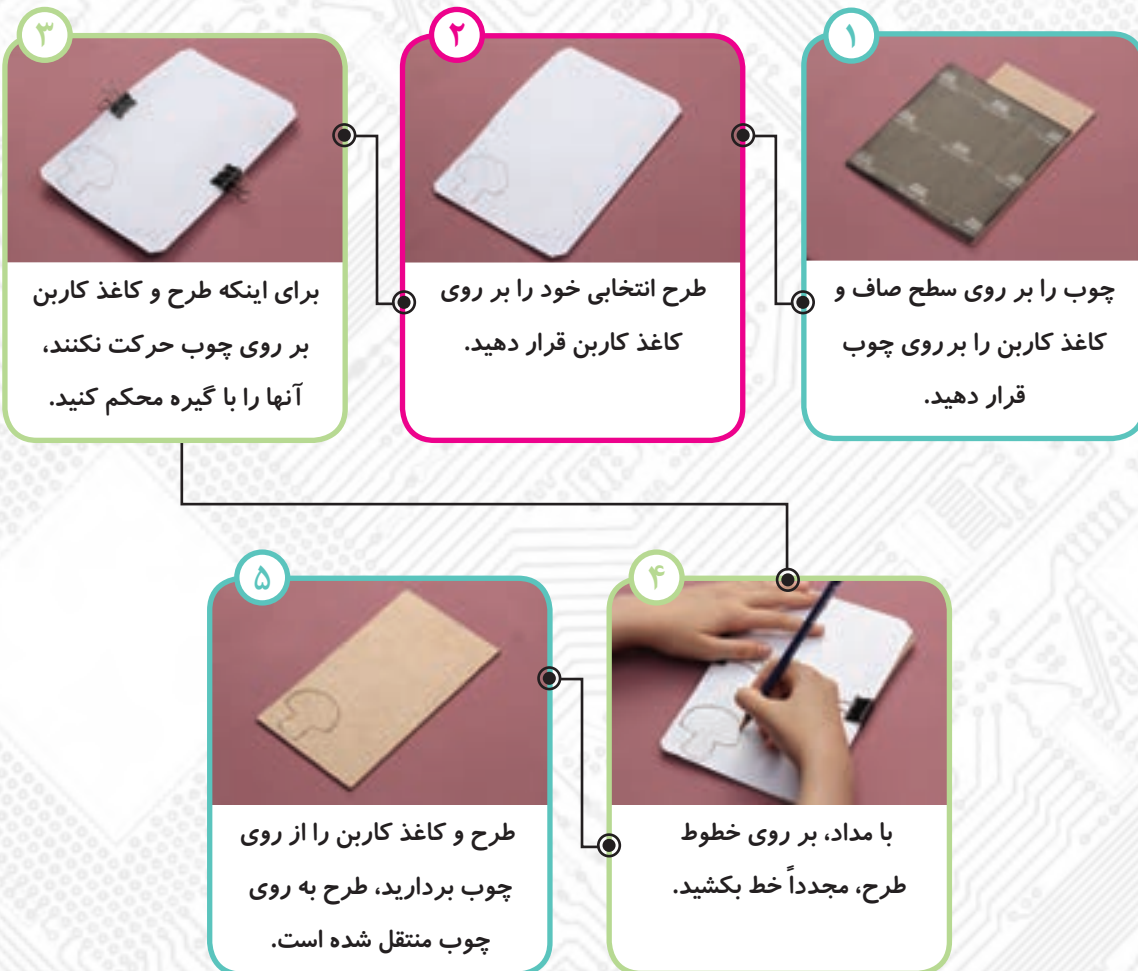 ۱
چوب را بر روی سطح صاف و
کاغذ کاربن را بر روی چوب
قرار دهید.
۲
طرح انتخابی خود را بر روی
کاغذ کاربن قرار دهید.
۳
برای اینکه طرح و کاغذ کاربن
بر روی چوب حرکت نکنند،
آنها را با گیره محکم کنید.
۴
با مداد، بر روی خطوط
طرح، مجدداً خط بکشید.
۵
طرح و کاغذ کاربن را از روی
چوب بردارید، طرح به روی
چوب منتقل شده است.